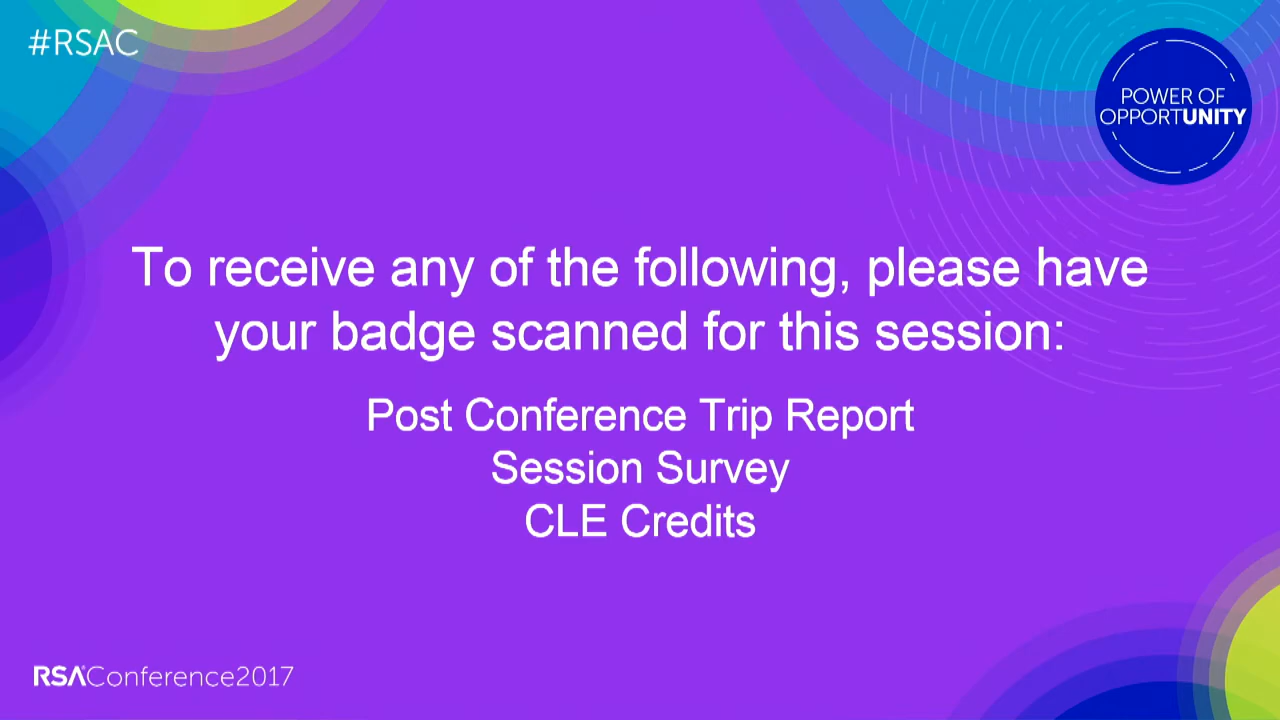 #RSAC
POWER OF
OPPORTUNITY
To receive any of the following, please have
your badge scanned for this session:
Post Conference Trip Report
Session Survey
CLE Credits
RSAConference2017